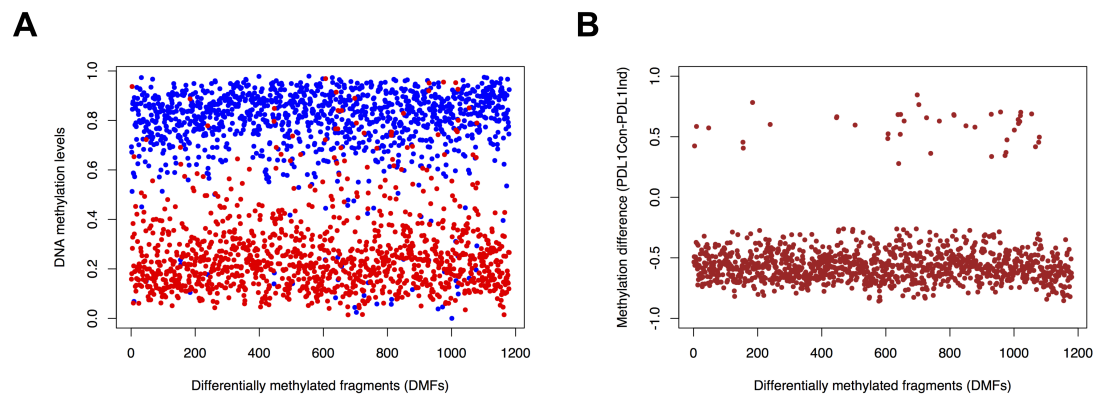 A
B
DNA methylation levels
1.0
0.8
0.6
0.4
0.2
0.0
0 200 400 600 800 1000 1200
Differentially methylated fragments (DMFs)
Methylation difference (PDL1Con-PDL1Ind)
1.0
0.5
0.0
-0.5
-1.0
0 200 400 600 800 1000 1200
Differentially methylated fragments (DMFs)